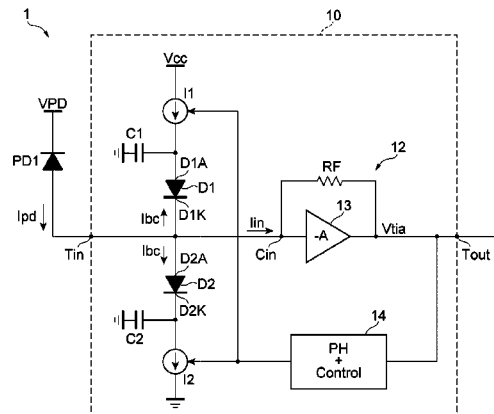 1
10
Vcc
I1
VPD
C1
D1A
PD1
D1
D1K
RF
12
13
Ipd
Ibc
Iin
-A
Vtia
Tin
Cin
Tout
Ibc
D2A
D2
D2K
14
C2
PH
+
Control
I2